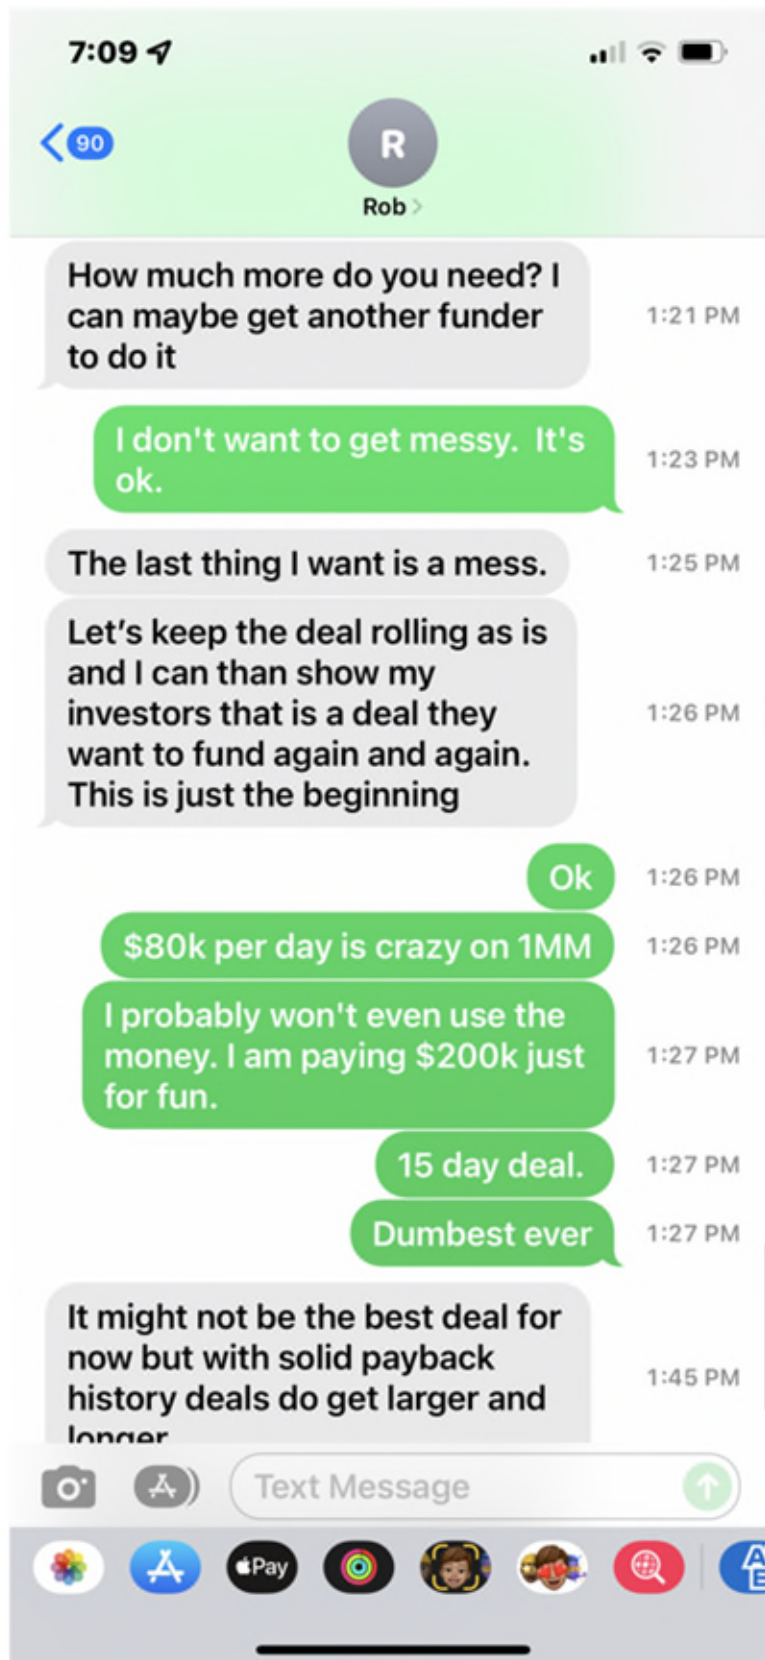 7:09
90
R
Rob
How much more do you need? I
can maybe get another funder
to do it
1:21 PM
I don't want to get messy.  It's
ok.
1:23 PM
The last thing I want is a mess.
1:25 PM
Let’s keep the deal rolling as is
and I can than show my
investors that is a deal they
want to fund again and again.
This is just the beginning
1:26 PM
Ok
1:26 PM
$80k per day is crazy on 1MM
1:26 PM
I probably won't even use the
money. I am paying $200k just
for fun.
1:27 PM
15 day deal.
1:27 PM
Dumbest ever
1:27 PM
It might not be the best deal for
now but with solid payback
history deals do get larger and
longer
1:45 PM
Text Message
Pay
A
E